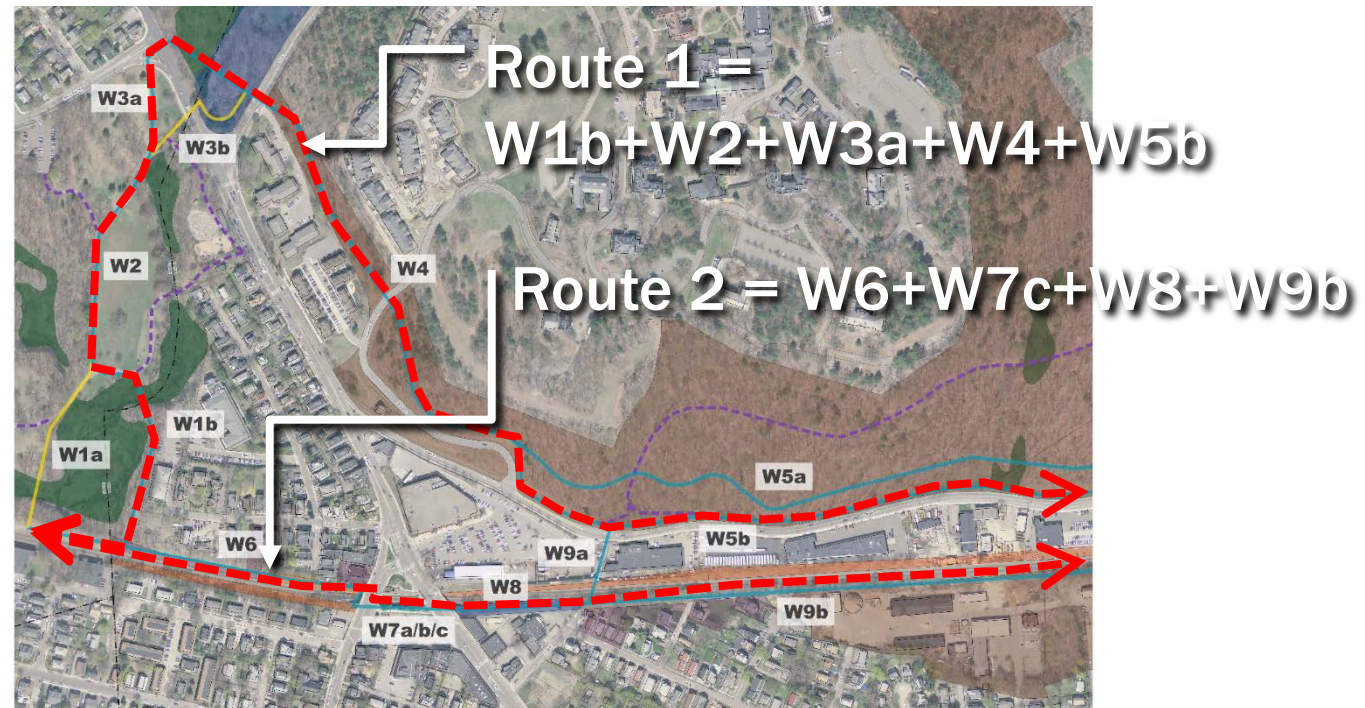 Route 1 =
W1b+W2+W3a+W4+W5b
W3a
W3b
W2
W4
Route 2 = W6+W7c+W8+W9b
W1b
W1a
W5a
W6
W9a
W5b
W8
W9b
W7a/b/c